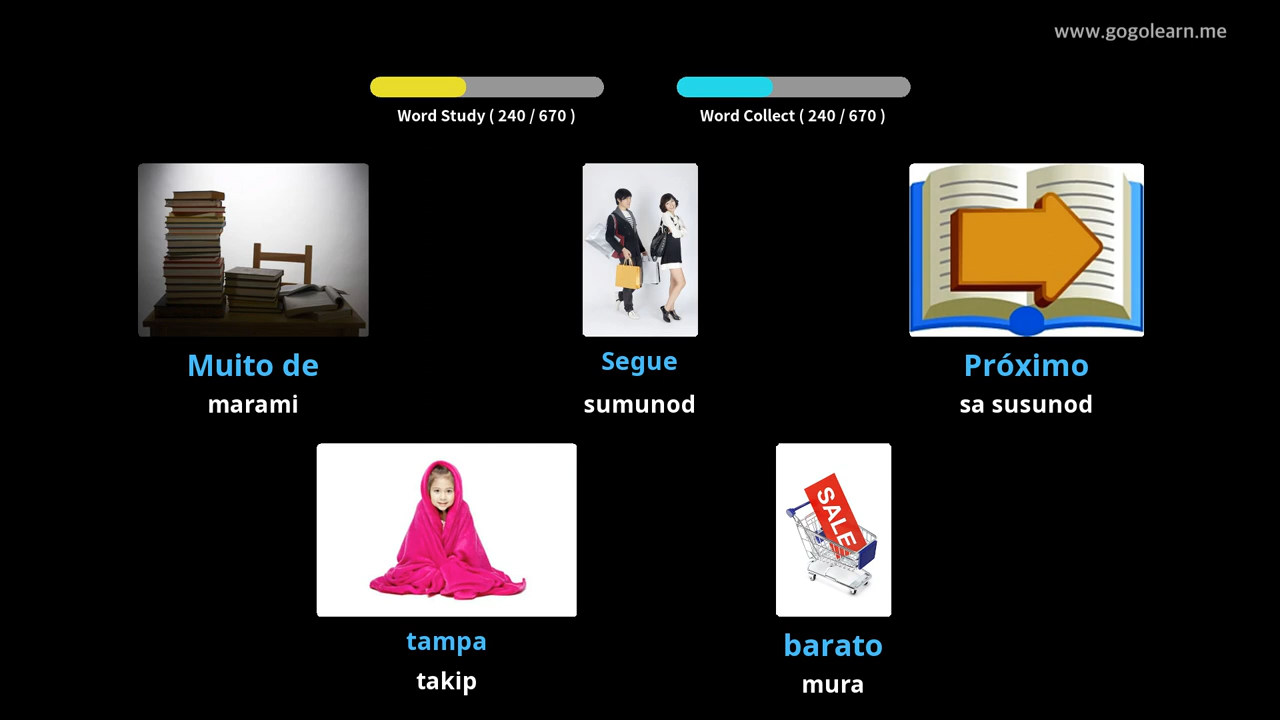 www.gogolearn.me
Word Study ( 240 / 670 )
Word Collect ( 240 / 670 )
Muito de
marami
Segue
sumunod
Próximo
sa susunod
SALE
tampa
takip
barato
mura